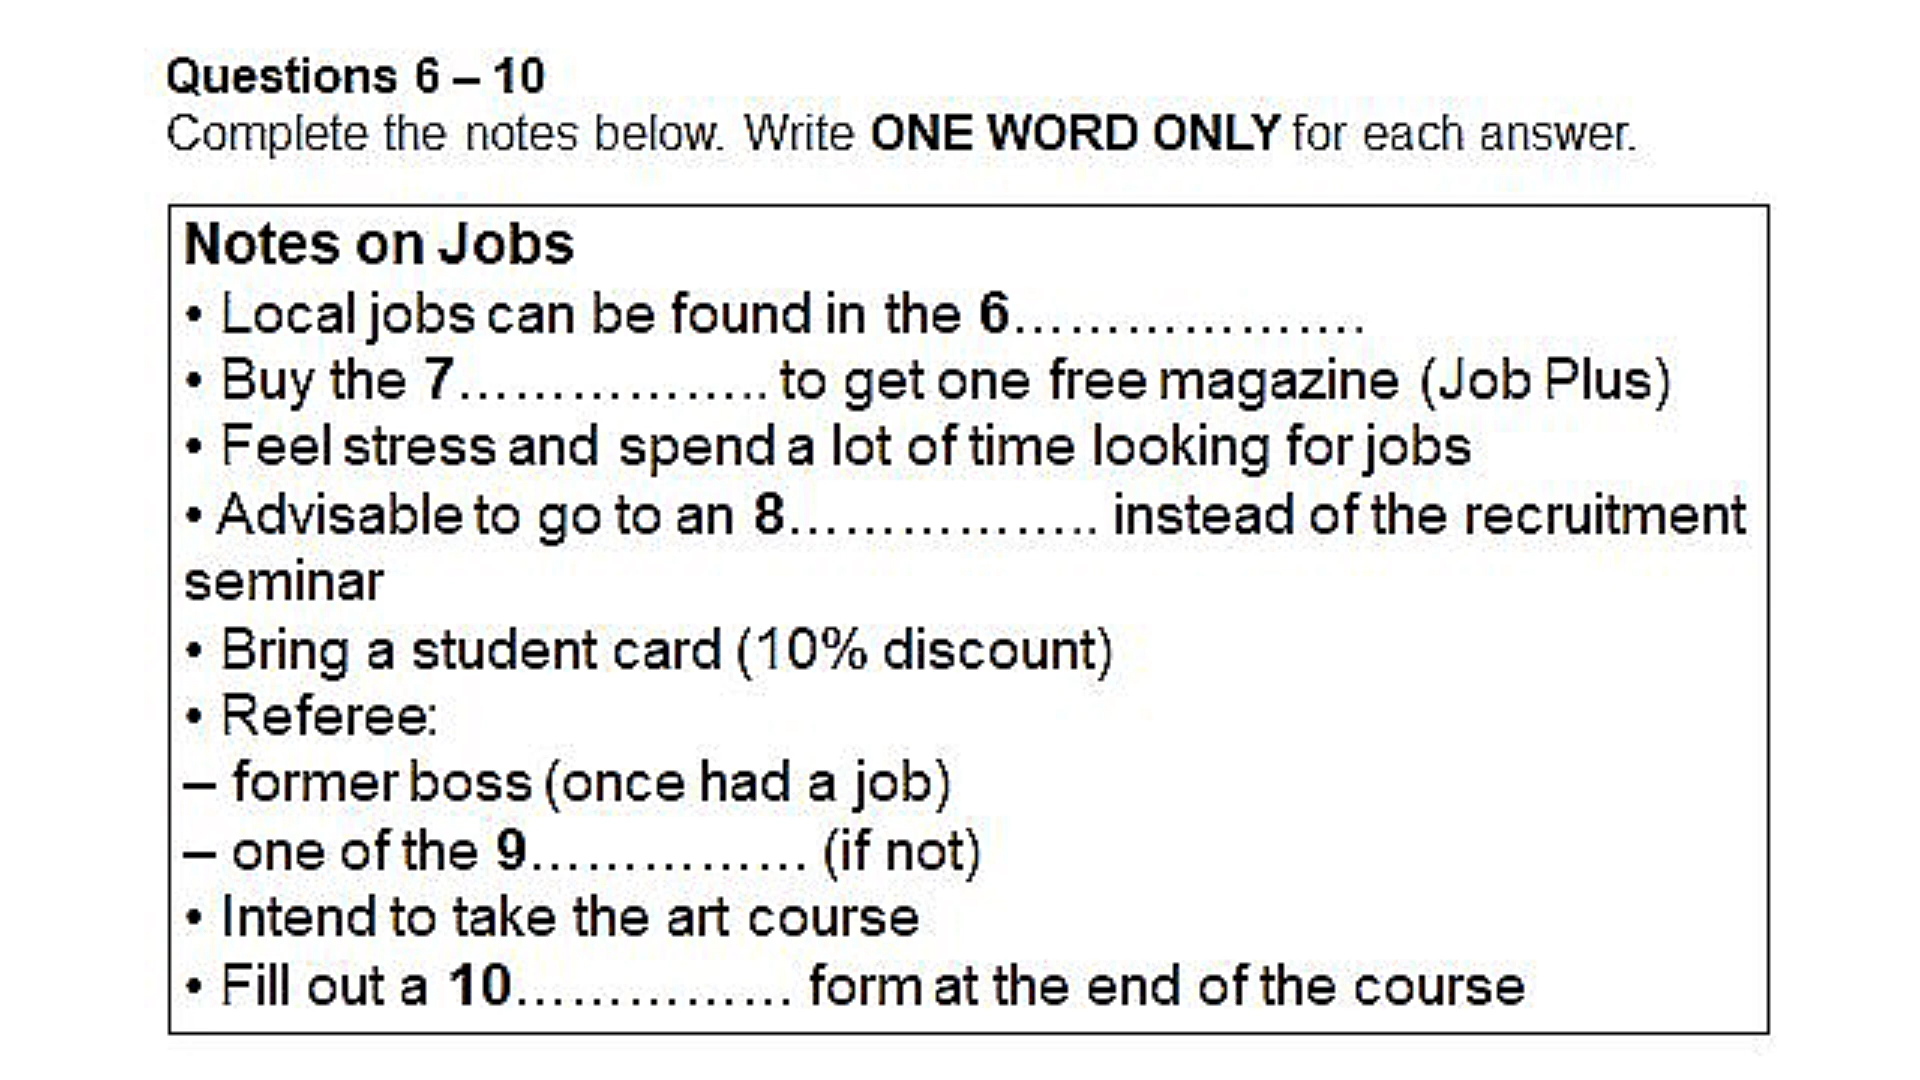 Questions 6 – 10
Complete the notes below. Write ONE WORD ONLY for each answer.
Notes on Jobs
• Local jobs can be found in the 6………………….
• Buy the 7……………….. to get one free magazine (Job Plus)
• Feel stress and spend a lot of time looking for jobs
• Advisable to go to an 8……………….. instead of the recruitment
seminar
• Bring a student card (10% discount)
• Referee:
– former boss (once had a job)
– one of the 9……………… (if not)
• Intend to take the art course
• Fill out a 10……………… form at the end of the course